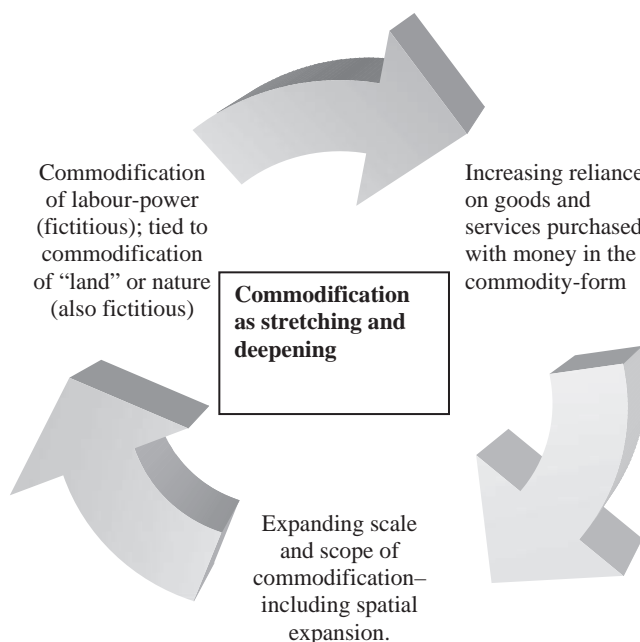 Commodification
of labour-power
(fictitious); tied to
commodification
of “land” or nature
(also fictitious)
Increasing reliance
on goods and
services purchased
with money in the
commodity-form
Commodification
as stretching and
deepening
Expanding scale
and scope of
commodification–
including spatial
expansion.